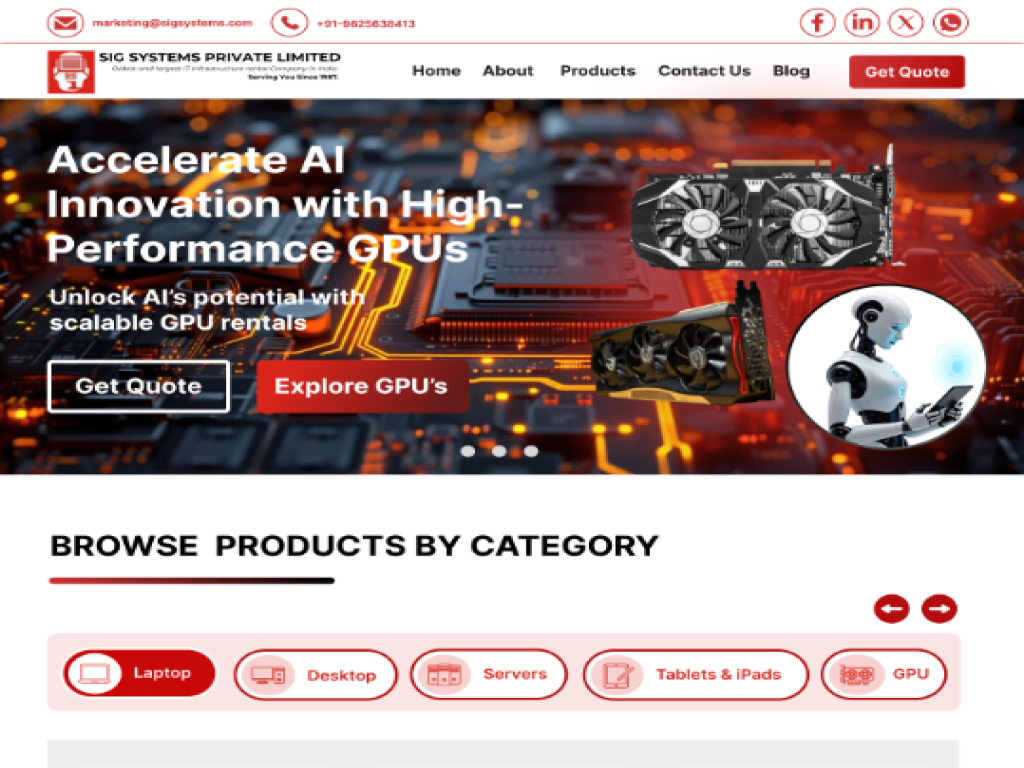 marketing@sigsystems.com
+91-9625638413
SIG SYSTEMS PRIVATE LIMITED
Oldest and largest IT infrastructure rental Company in India
Serving You Since 1987.
Home
About
Products
Contact Us
Blog
Get Quote
Accelerate AI
Innovation with High-
Performance GPUs
Unlock AI's potential with
scalable GPU rentals
Get Quote
Explore GPU's
BROWSE PRODUCTS BY CATEGORY
Laptop
Desktop
Servers
Tablets & iPads
GPU